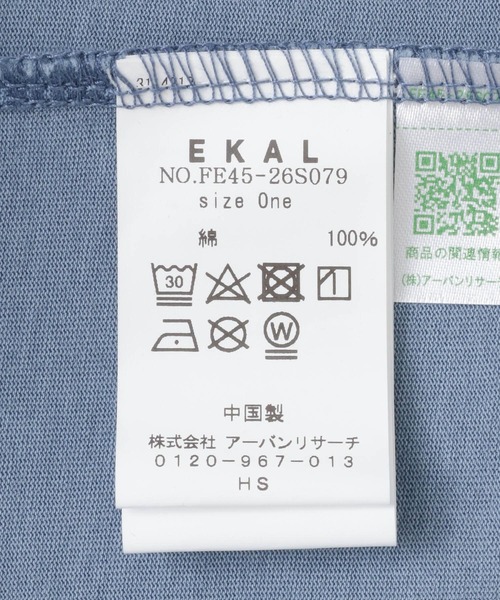 EKAL
NO.FE45-26S079
size One
綿 100%
30
W
中国製
株式会社 アーバンリサーチ
0120-967-013
HS
商品の関連情報
(株)アーバンリサーチ